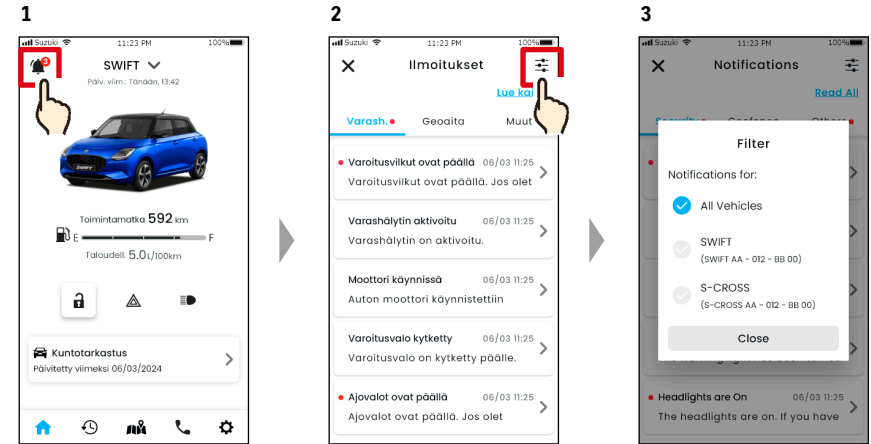 1
Suzuki 11:23 PM 100%
3
SWIFT
Päiv. viim.: Tänään, 13:42
SWIFT
Toimintamatka 592 km
E F
Taloudell. 5.0L/100km
Kuntotarkastus
Päivitetty viimeksi 06/03/2024
2
Suzuki 11:23 PM 100%
Ilmoitukset
Lue kai
Varash. Geoaita Muut
Varoitusvilkut ovat päällä 06/03 11:25
Varoitusvilkut ovat päällä. Jos olet
Varashälytin aktivoitu 06/03 11:25
Varashälytin on aktivoitu.
Moottori käynnissä 06/03 11:25
Auton moottori käynnistettiin
Varoitusvalo kytketty 06/03 11:25
Varoitusvalo on kytketty päälle.
Ajovalot ovat päällä 06/03 11:25
Ajovalot ovat päällä. Jos olet
3
Suzuki 11:23 PM 100%
Notifications
Read All
Filter
Notifications for:
All Vehicles
SWIFT
(SWIFT AA - 012 - BB 00)
S-CROSS
(S-CROSS AA - 012 - BB 00)
Close
Headlights are On 06/03 11:25
The headlights are on. If you have